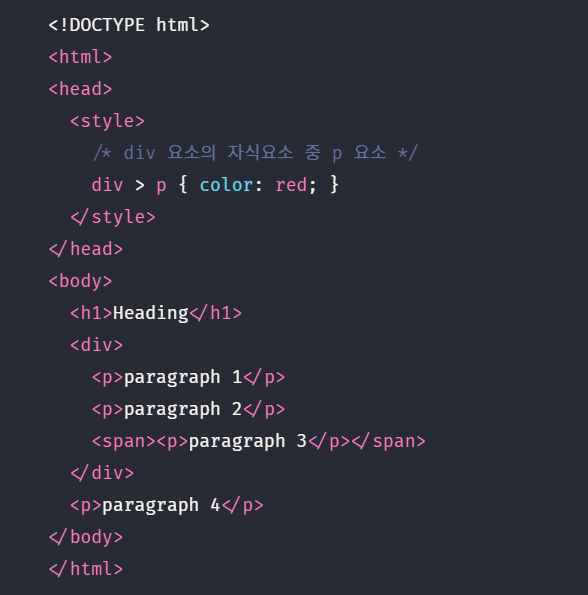 <!DOCTYPE html>
<html>
<head>
  <style>
    /* div 요소의 자식요소 중 p 요소 */
    div > p { color: red; }
  </style>
</head>
<body>
  <h1>Heading</h1>
  <div>
    <p>paragraph 1</p>
    <p>paragraph 2</p>
    <span><p>paragraph 3</p></span>
  </div>
  <p>paragraph 4</p>
</body>
</html>